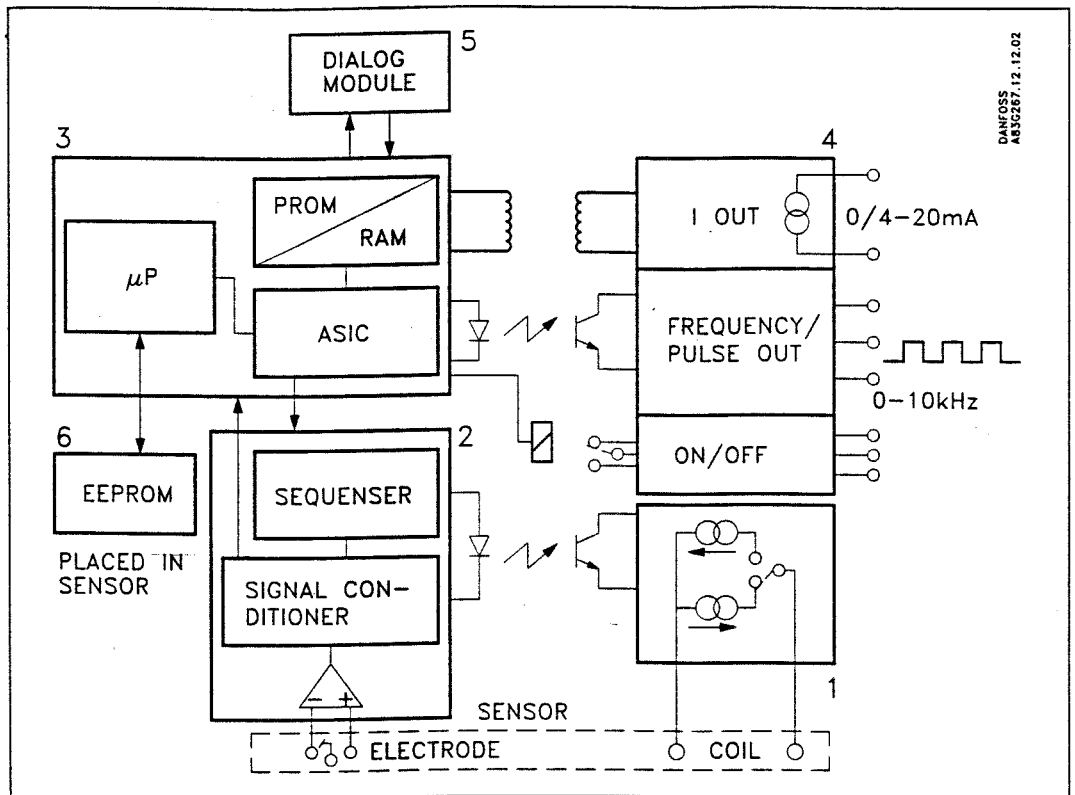 5
DIALOG
MODULE
DANFOSS
A83G267.12.12.02
3
4
PROM
RAM
I OUT
0/4-20mA
μP
ASIC
FREQUENCY/
PULSE OUT
0-10kHz
6
2
EEPROM
SEQUENSER
ON/OFF
PLACED IN
SENSOR
SIGNAL CON-
DITIONER
- +
1
SENSOR
ELECTRODE
COIL